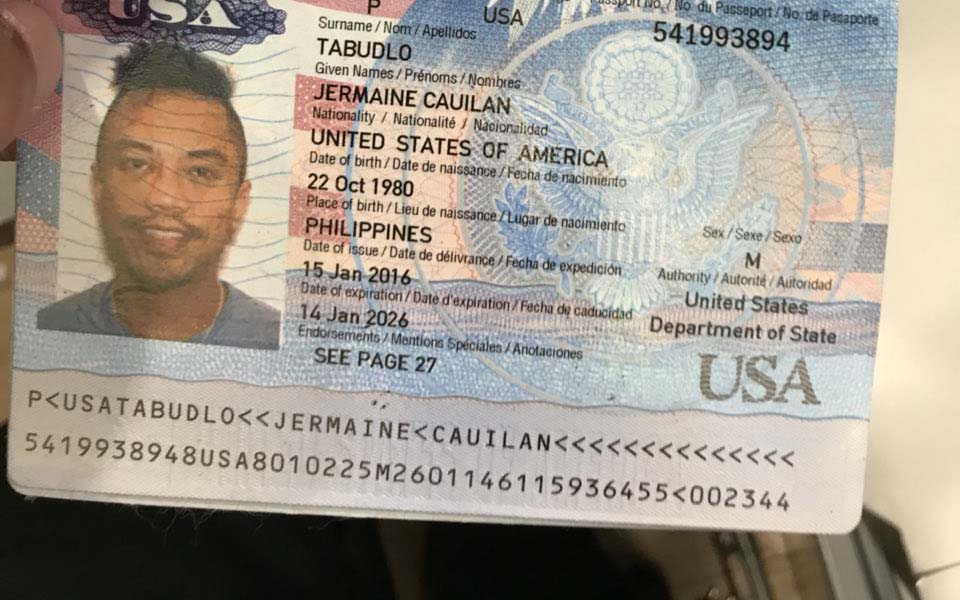 USA
P
USA
Passport No. / No. du Passeport / No. de Pasaporte
541993894
Surname / Nom / Apellidos
TABUDLO
Given Names / Prénoms / Nombres
JERMAINE CAUILAN
Nationality / Nationalité / Nacionalidad
UNITED STATES OF AMERICA
Date of birth / Date de naissance / Fecha de nacimiento
22 Oct 1980
Place of birth / Lieu de naissance / Lugar de nacimiento
PHILIPPINES
Sex / Sexe / Sexo
M
Date of issue / Date de délivrance / Fecha de expedición
15 Jan 2016
Authority / Autorité / Autoridad
United States
Department of State
Date of expiration / Date d'expiration / Fecha de caducidad
14 Jan 2026
Endorsements / Mentions Spéciales / Anotaciones
SEE PAGE 27
USA
P<USATABUDLO<<JERMAINE<CAUILAN<<<<<<<<<<<<<<
5419938948USA8010225M2601146115936455<002344